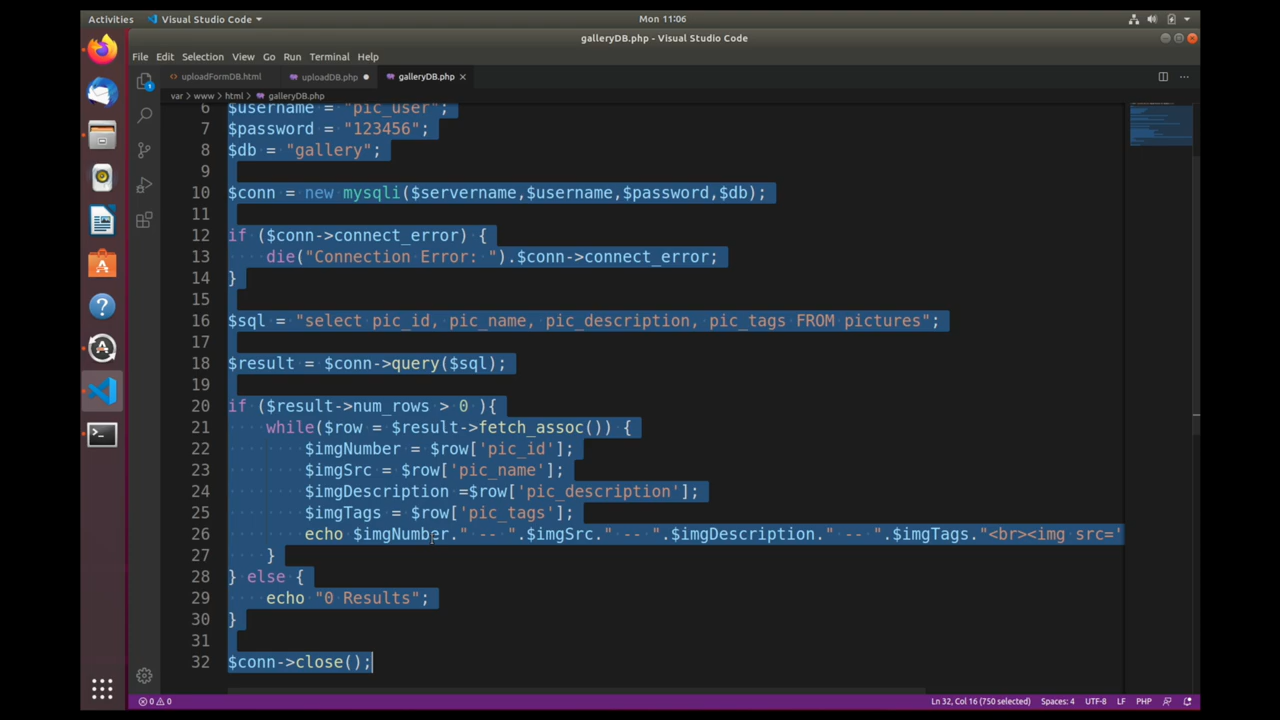 Activities
Visual Studio Code
Mon 11:06
galleryDB.php - Visual Studio Code
File Edit Selection View Go Run Terminal Help
uploadFormDB.html uploadDB.php galleryDB.php
var > www > html > galleryDB.php
6 $username = "pic_user";
7 $password = "123456";
8 $db = "gallery";
9
10 $conn = new mysqli($servername,$username,$password,$db);
11
12 if ($conn->connect_error) {
13 die("Connection Error: ").$conn->connect_error;
14 }
15
16 $sql = "select pic_id, pic_name, pic_description, pic_tags FROM pictures";
17
18 $result = $conn->query($sql);
19
20 if ($result->num_rows > 0 ){
21 while($row = $result->fetch_assoc()) {
22 $imgNumber = $row['pic_id'];
23 $imgSrc = $row['pic_name'];
24 $imgDescription =$row['pic_description'];
25 $imgTags = $row['pic_tags'];
26 echo $imgNumber." -- ".$imgSrc." -- ".$imgDescription." -- ".$imgTags."<br><img src='
27 }
28 } else {
29 echo "0 Results";
30 }
31
32 $conn->close();
0 0 Ln 32, Col 16 (750 selected) Spaces: 4 UTF-8 LF PHP